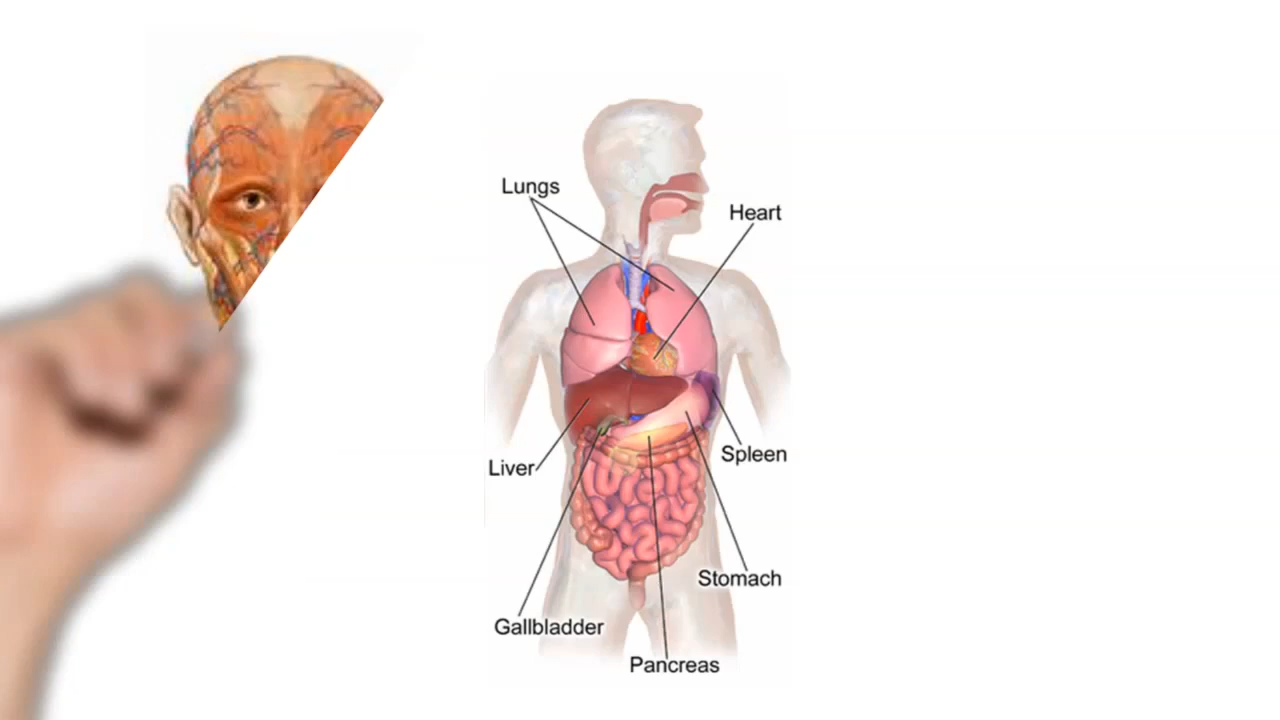 Lungs
Heart
Liver
Spleen
Stomach
Gallbladder
Pancreas